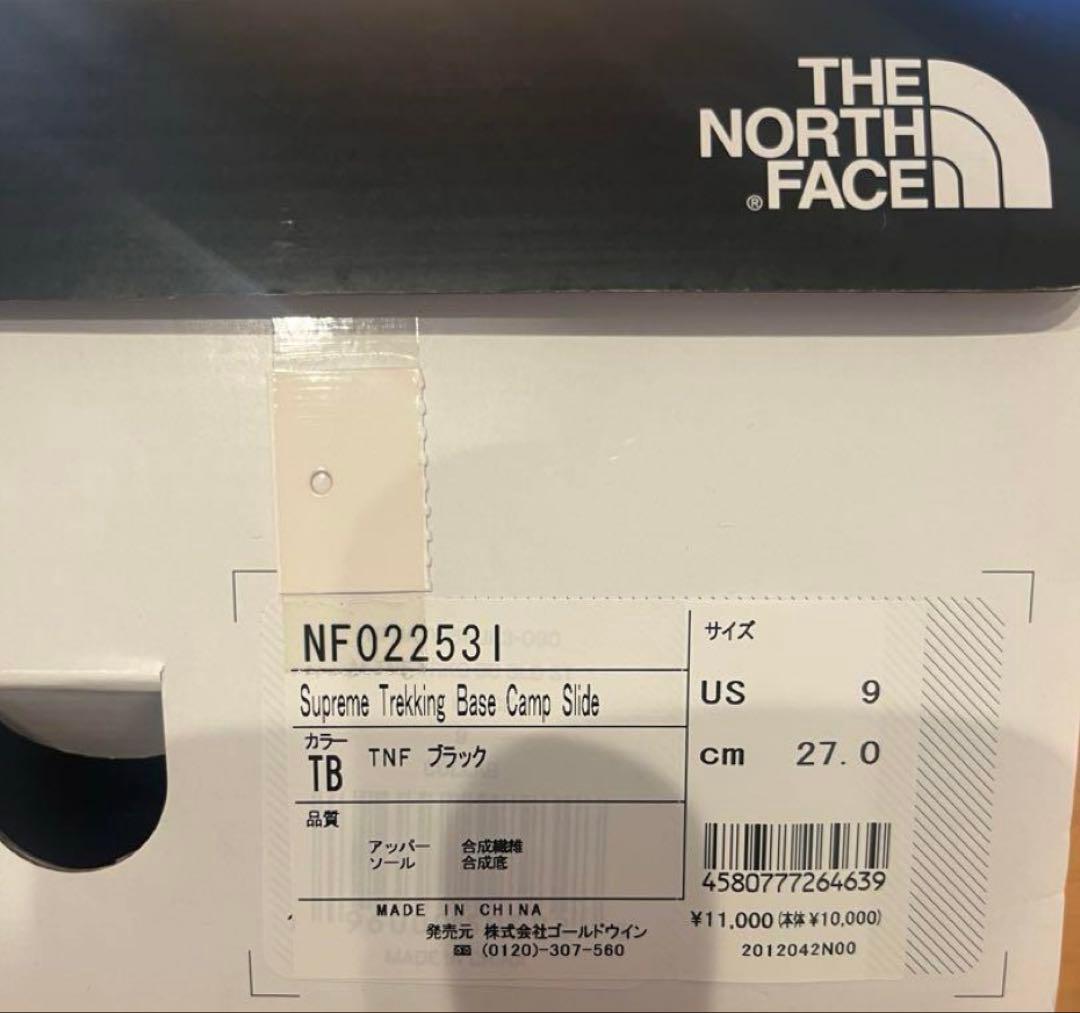 THE
NORTH
FACE
®
NF02253I
Supreme Trekking Base Camp Slide
カラー
TB TNF ブラック
品質
アッパー 合成繊維
ソール 合成底
MADE IN CHINA
発売元 株式会社ゴールドウイン
(0120)-307-560
サイズ
US 9
cm 27.0
4580777264639
¥11,000 (本体 ¥10,000)
2012042N00